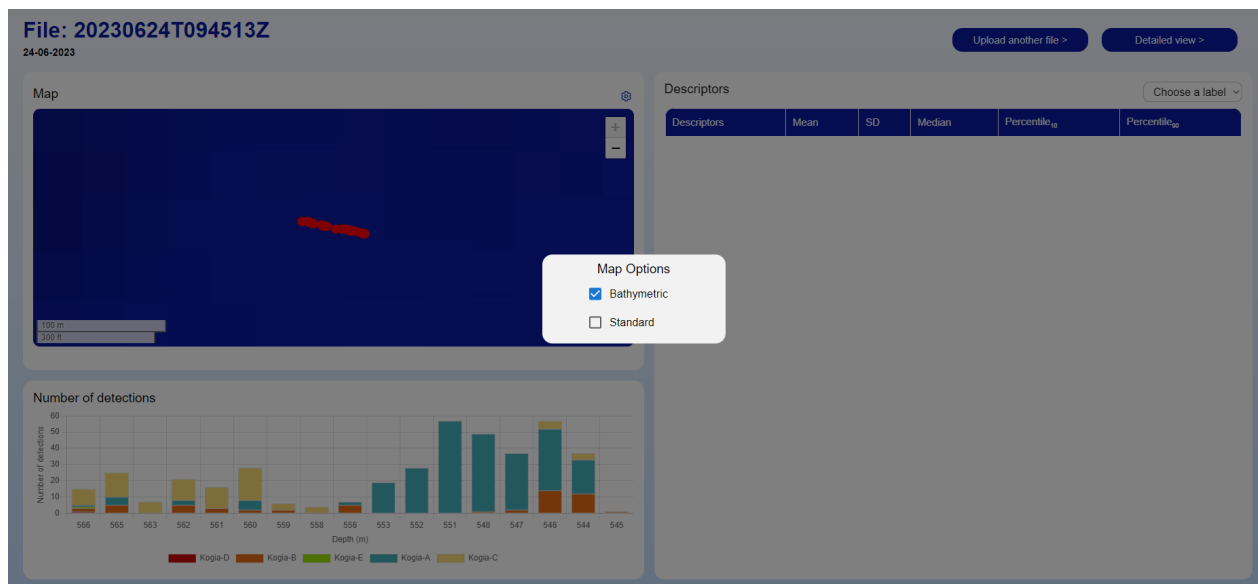 File: 20230624T094513Z
24-06-2023
Upload another file >
Detailed view >
Map
+
−
100 m
300 ft
Map Options
Bathymetric
Standard
Descriptors
Choose a label
Descriptors Mean SD Median Percentile₁₀ Percentile₉₀
Number of detections
Number of detections
60
50
40
30
20
10
0
566 565 563 562 561 560 559 558 556 553 552 551 548 547 546 544 545
Depth (m)
Kogia-D Kogia-B Kogia-E Kogia-A Kogia-C